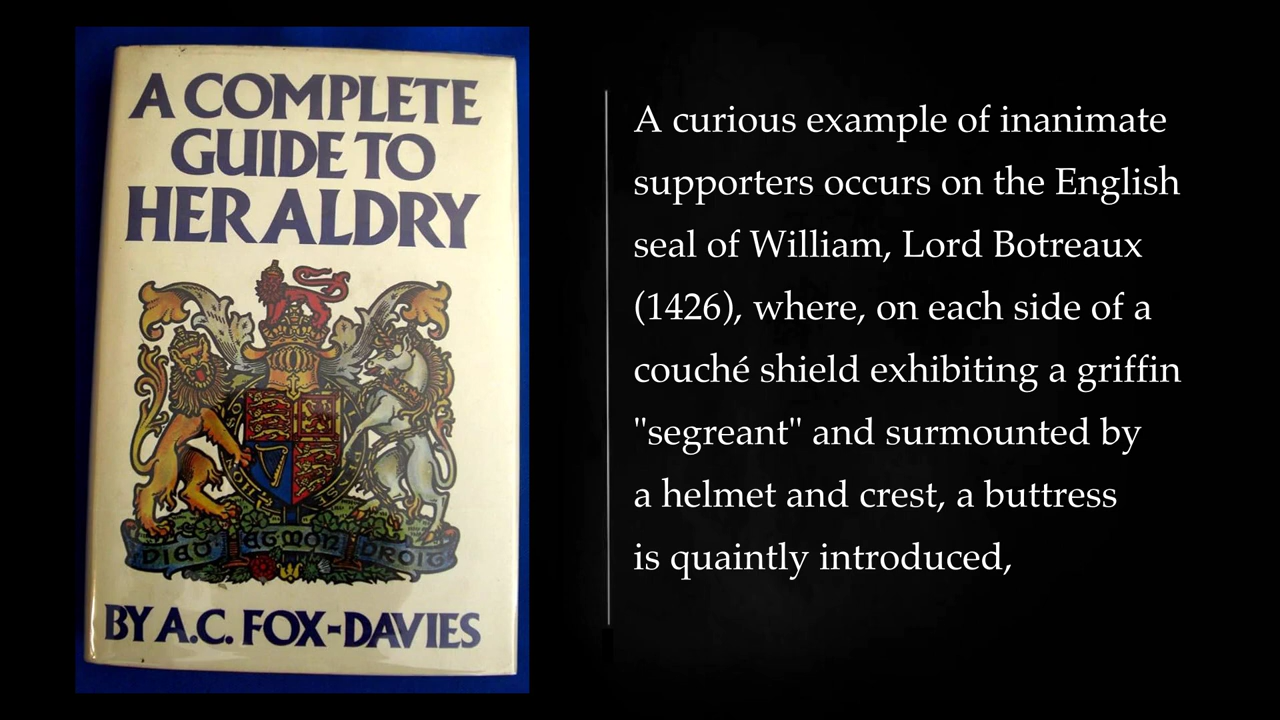 A COMPLETE
GUIDE TO
HERALDRY
DIEU ET MON DROIT
BY A.C. FOX-DAVIES
A curious example of inanimate
supporters occurs on the English
seal of William, Lord Botreaux
(1426), where, on each side of a
couché shield exhibiting a griffin
"segreant" and surmounted by
a helmet and crest, a buttress
is quaintly introduced,